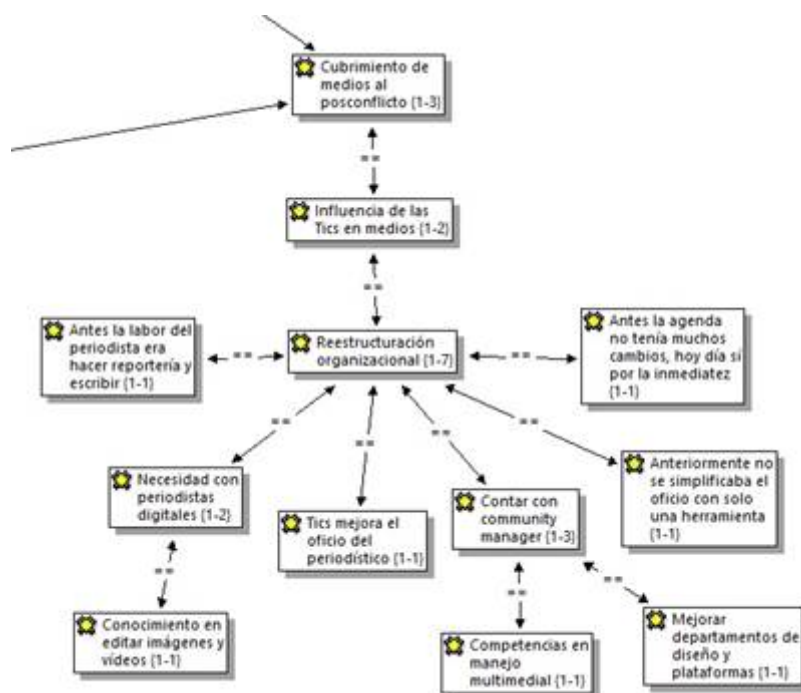 Cubrimiento de
medios al
posconflicto {1-3}
==
Influencia de las
Tics en medios {1-2}
==
Antes la labor del
periodista era
hacer reportería y
escribir {1-1}
==
Reestructuración
organizacional {1-7}
==
Antes la agenda
no tenía muchos
cambios, hoy día sí
por la inmediatez
{1-1}
==
==
==
==
Necesidad con
periodistas
digitales {1-2}
Tics mejora el
oficio del
periodístico {1-1}
Contar con
community
manager {1-3}
Anteriormente no
se simplificaba el
oficio con solo
una herramienta
{1-1}
==
==
==
Conocimiento en
editar imágenes y
vídeos {1-1}
Competencias en
manejo
multimedial {1-1}
Mejorar
departamentos de
diseño y
plataformas {1-1}